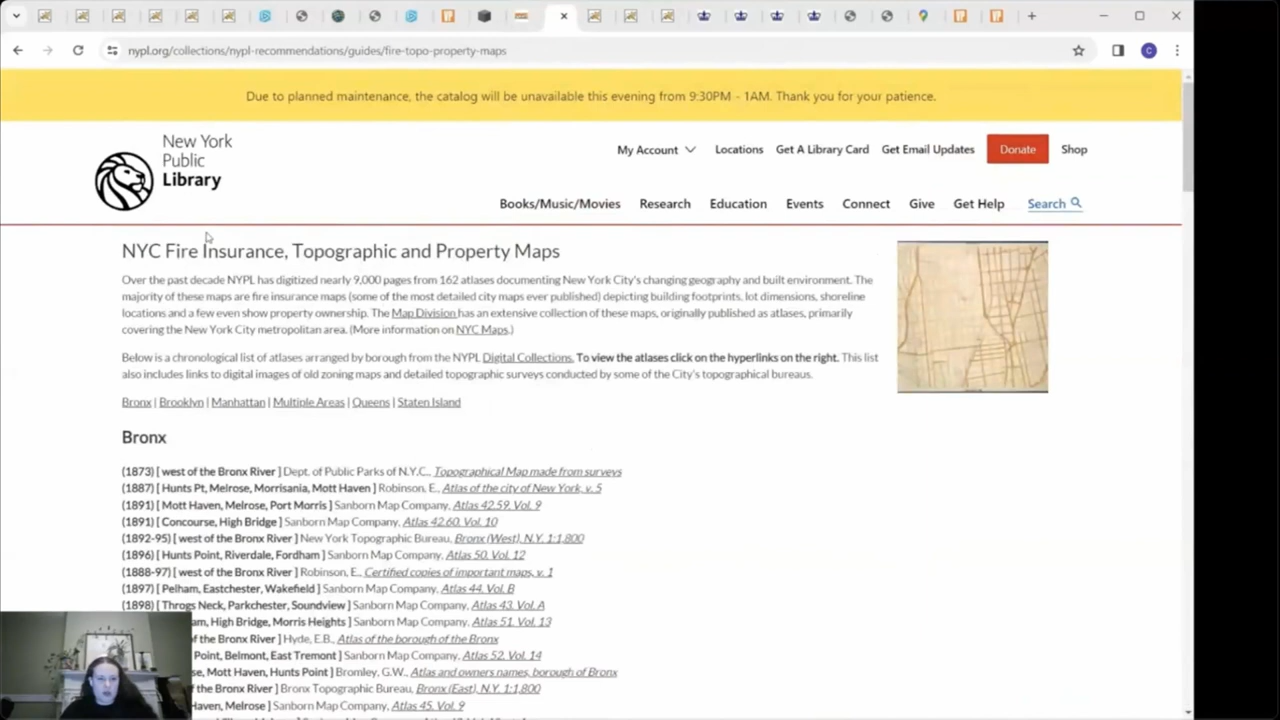 nypl.org/collections/nypl-recommendations/guides/fire-topo-property-maps
C
Due to planned maintenance, the catalog will be unavailable this evening from 9:30PM - 1AM. Thank you for your patience.
New York
Public
Library
My Account Locations Get A Library Card Get Email Updates Donate Shop
Books/Music/Movies Research Education Events Connect Give Get Help Search
NYC Fire Insurance, Topographic and Property Maps
Over the past decade NYPL has digitized nearly 9,000 pages from 162 atlases documenting New York City's changing geography and built environment. The
majority of these maps are fire insurance maps (some of the most detailed city maps ever published) depicting building footprints, lot dimensions, shoreline
locations and a few even show property ownership. The Map Division has an extensive collection of these maps, originally published as atlases, primarily
covering the New York City metropolitan area. (More information on NYC Maps.)
Below is a chronological list of atlases arranged by borough from the NYPL Digital Collections. To view the atlases click on the hyperlinks on the right. This list
also includes links to digital images of old zoning maps and detailed topographic surveys conducted by some of the City's topographical bureaus.
Bronx | Brooklyn | Manhattan | Multiple Areas | Queens | Staten Island
Bronx
(1873) [ west of the Bronx River ] Dept. of Public Parks of N.Y.C., Topographical Map made from surveys
(1887) [ Hunts Pt, Melrose, Morrisania, Mott Haven ] Robinson, E., Atlas of the city of New York, v. 5
(1891) [ Mott Haven, Melrose, Port Morris ] Sanborn Map Company, Atlas 42.59. Vol. 9
(1891) [ Concourse, High Bridge ] Sanborn Map Company, Atlas 42.60. Vol. 10
(1892-95) [ west of the Bronx River ] New York Topographic Bureau, Bronx (West), N.Y. 1:1,800
(1896) [ Hunts Point, Riverdale, Fordham ] Sanborn Map Company, Atlas 50. Vol. 12
(1888-97) [ west of the Bronx River ] Robinson, E., Certified copies of important maps, v. 1
(1897) [ Pelham, Eastchester, Wakefield ] Sanborn Map Company, Atlas 44. Vol. B
(1898) [ Throgs Neck, Parkchester, Soundview ] Sanborn Map Company, Atlas 43. Vol. A
am, High Bridge, Morris Heights ] Sanborn Map Company, Atlas 51. Vol. 13
of the Bronx River ] Hyde, E.B., Atlas of the borough of the Bronx
Point, Belmont, East Tremont ] Sanborn Map Company, Atlas 52. Vol. 14
se, Mott Haven, Hunts Point ] Bromley, G.W., Atlas and owners names, borough of Bronx
f the Bronx River ] Bronx Topographic Bureau, Bronx (East), N.Y. 1:1,800
Haven, Melrose ] Sanborn Map Company, Atlas 45. Vol. 9